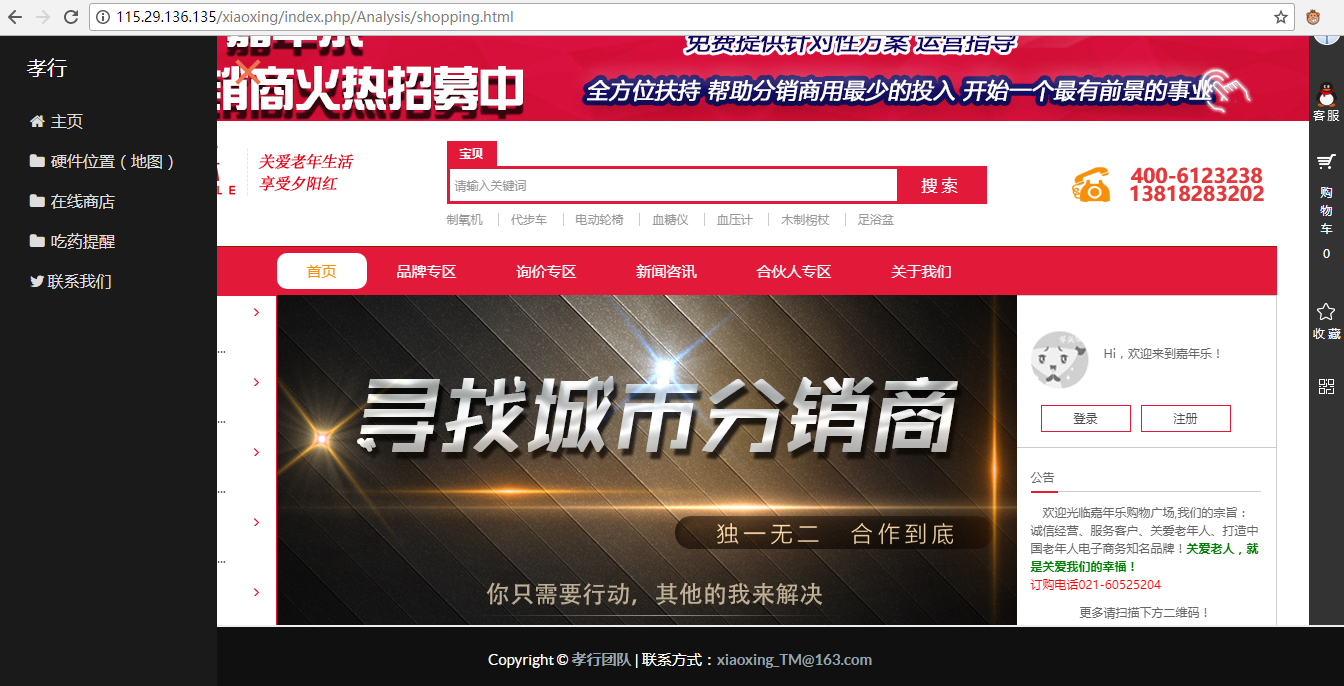 115.29.136.135/xiaoxing/index.php/Analysis/shopping.html
孝行
主页
硬件位置（地图）
在线商店
吃药提醒
联系我们
嘉年乐
销商火热招募中
免费提供针对性方案 运营指导
全方位扶持 帮助分销商用最少的投入 开始一个最有前景的事业
关爱老年生活
享受夕阳红
L E
宝贝
请输入关键词
搜 索
制氧机 代步车 电动轮椅 血糖仪 血压计 木制栲杖 足浴盆
400-6123238
13818283202
首页 品牌专区 询价专区 新闻咨讯 合伙人专区 关于我们
...
...
...
...
寻找城市分销商
独一无二 合作到底
你只需要行动，其他的我来解决
Hi，欢迎来到嘉年乐！
登录 注册
公告
欢迎光临嘉年乐购物广场,我们的宗旨：
诚信经营、服务客户、关爱老年人、打造中
国老年人电子商务知名品牌！关爱老人，就
是关爱我们的幸福！
订购电话021-60525204
更多请扫描下方二维码！
客服
购
物
车
0
收藏
Copyright © 孝行团队 | 联系方式：xiaoxing_TM@163.com